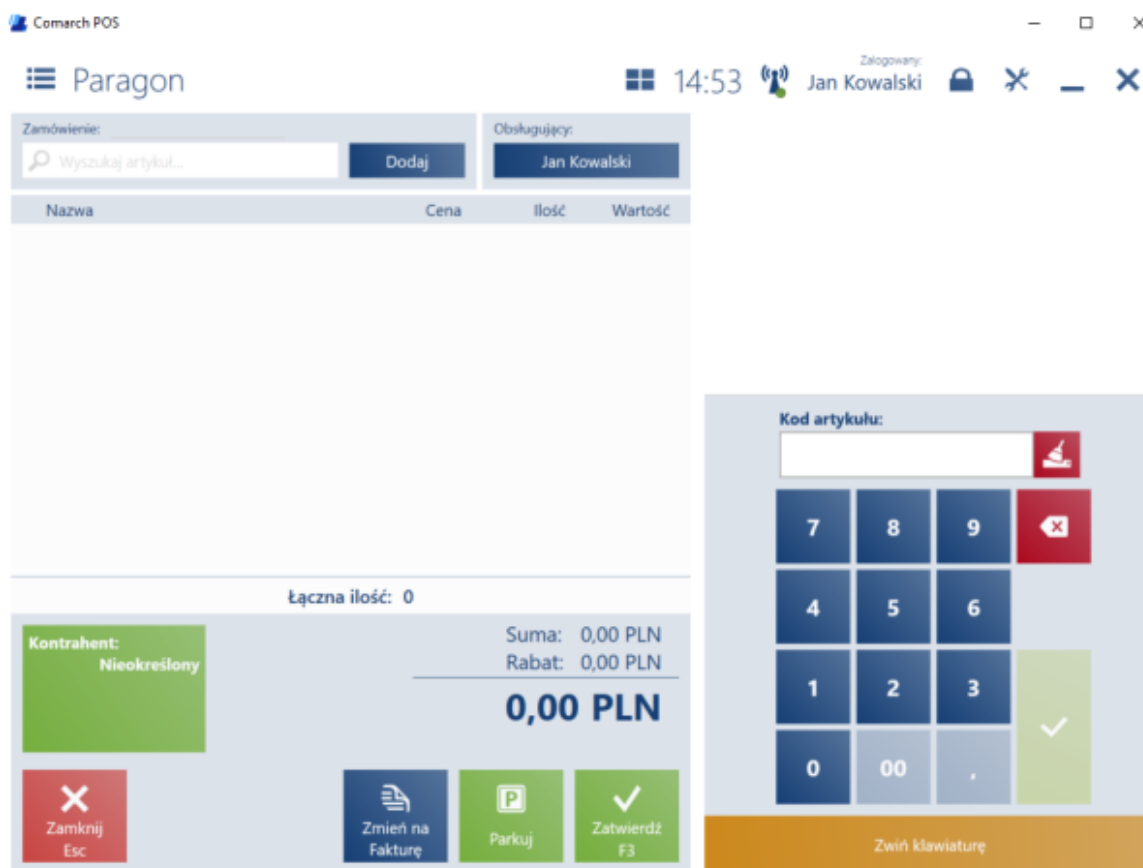 Comarch POS
Paragon
14:53
Zalogowany:
Jan Kowalski
Zamówienie:
Wyszukaj artykuł...
Dodaj
Obsługujący:
Jan Kowalski
Nazwa Cena Ilość Wartość
Łączna ilość: 0
Kontrahent:
Nieokreślony
Suma: 0,00 PLN
Rabat: 0,00 PLN
0,00 PLN
Zamknij
Esc
Zmień na
Fakturę
P
Parkuj
Zatwierdź
F3
Kod artykułu:
7 8 9
4 5 6
1 2 3
0 00 ,
Zwiń klawiaturę